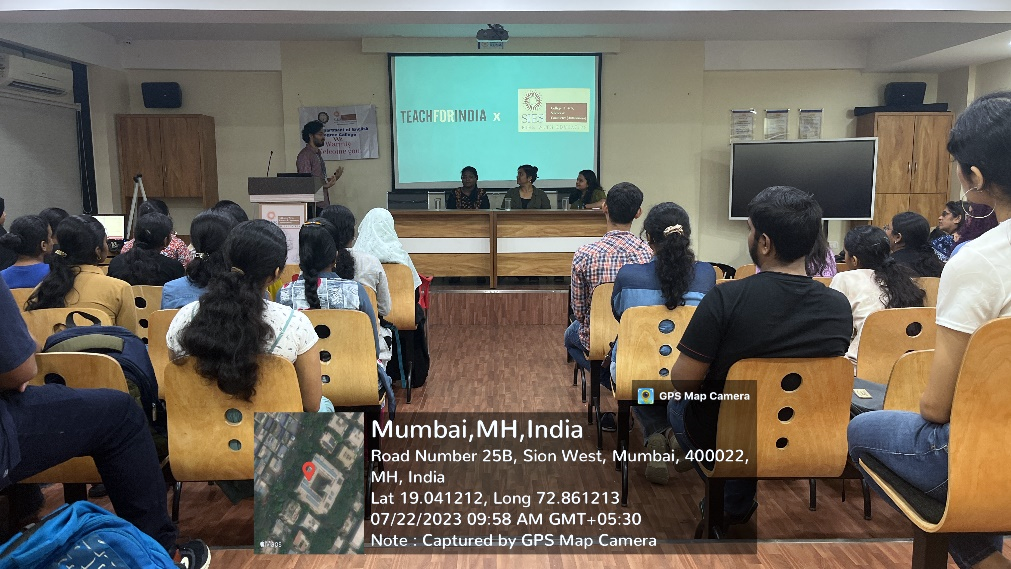 TEACHFORINDIA X
SIES
GPS Map Camera
Mumbai,MH,India
Road Number 25B, Sion West, Mumbai, 400022,
MH, India
Lat 19.041212, Long 72.861213
07/22/2023 09:58 AM GMT+05:30
Note : Captured by GPS Map Camera